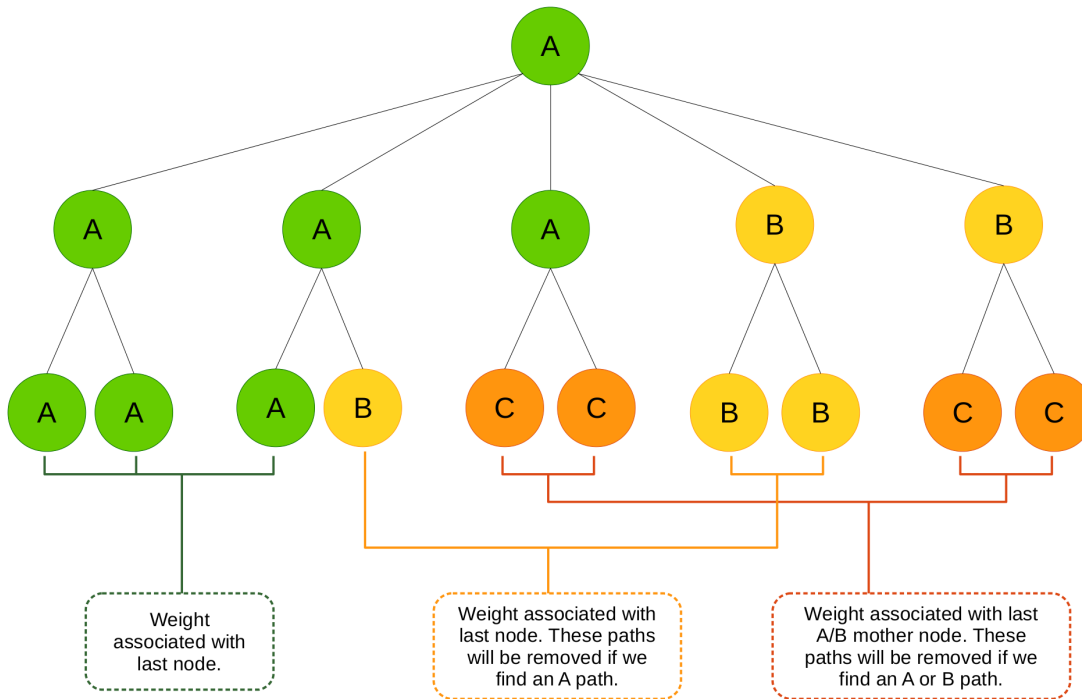 A
A
A
A
B
B
A
A
A
B
C
C
B
B
C
C
Weight
associated with
last node.
Weight associated with
last node. These paths
will be removed if we
find an A path.
Weight associated with last
A/B mother node. These
paths will be removed if we
find an A or B path.